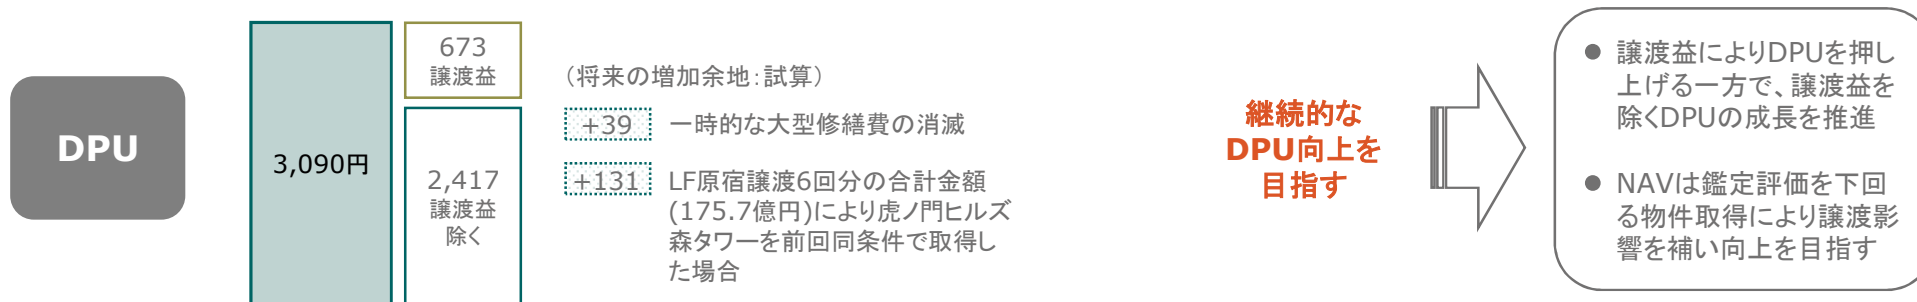 DPU
3,090円
673
譲渡益
2,417
譲渡益
除く
（将来の増加余地：試算）
+39 一時的な大型修繕費の消滅
+131 LF原宿譲渡6回分の合計金額
(175.7億円)により虎ノ門ヒルズ
森タワーを前回同条件で取得し
た場合
継続的な
DPU向上を
目指す
● 譲渡益によりDPUを押し
上げる一方で、譲渡益を
除くDPUの成長を推進
● NAVは鑑定評価を下回
る物件取得により譲渡影
響を補い向上を目指す